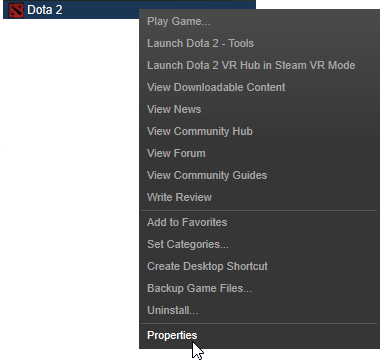 Dota 2
Play Game...
Launch Dota 2 - Tools
Launch Dota 2 VR Hub in Steam VR Mode
View Downloadable Content
View News
View Community Hub
View Forum
View Community Guides
Write Review
Add to Favorites
Set Categories...
Create Desktop Shortcut
Backup Game Files...
Uninstall...
Properties